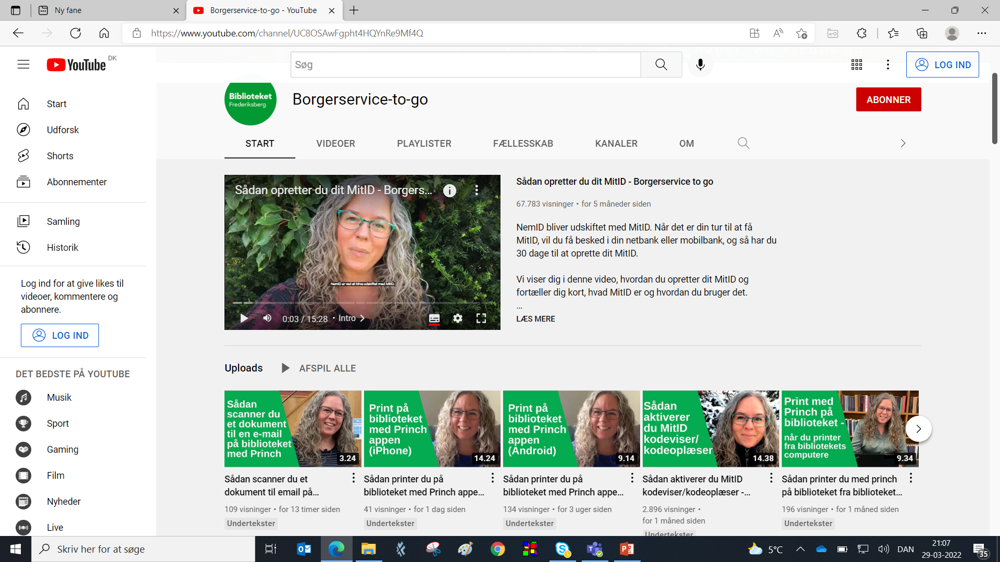 Ny fane
Borgerservice-to-go - YouTube
https://www.youtube.com/channel/UC8OSAwFgpht4HQYnRe9Mf4Q
YouTube DK
Søg
LOG IND
Start
Udforsk
Shorts
Abonnementer
Samling
Historik
Log ind for at give likes til
videoer, kommentere og
abonnere.
LOG IND
DET BEDSTE PÅ YOUTUBE
Musik
Sport
Gaming
Film
Nyheder
Live
Biblioteket
Frederiksberg
Borgerservice-to-go
ABONNER
START VIDEOER PLAYLISTER FÆLLESSKAB KANALER OM
Sådan opretter du dit MitID - Borgers...
NemID er ved at blive udskiftet med MitID.
0:03 / 15:28 • Intro
Sådan opretter du dit MitID - Borgerservice to go
67.783 visninger • for 5 måneder siden
NemID bliver udskiftet med MitID. Når det er din tur til at få
MitID, vil du få besked i din netbank eller mobilbank, og så har du
30 dage til at oprette dit MitID.
Vi viser dig i denne video, hvordan du opretter dit MitID og
fortæller dig kort, hvad MitID er og hvordan du bruger det.
...
LÆS MERE
Uploads AFSPIL ALLE
Sådan
scanner du
et dokument
til en e-mail
på biblioteket
med Princh
3.24
Sådan scanner du et
dokument til email på...
109 visninger • for 13 timer siden
Undertekster
Print på
biblioteket
med Princh
appen
(iPhone)
14.24
Sådan printer du på
biblioteket med Princh appe...
41 visninger • for 1 dag siden
Undertekster
Print på
biblioteket
med Princh
appen
(Android)
9.14
Sådan printer du på
biblioteket med Princh appe...
134 visninger • for 3 uger siden
Undertekster
Sådan
aktiverer
du MitID
kodeviser/
kodeoplæser
14.38
Sådan aktiverer du MitID
kodeviser/kodeoplæser -...
2.896 visninger •
for 1 måned siden
Undertekster
Print med
Princh på
biblioteket -
når du printer
fra bibliotekets
computere
9.34
Sådan printer du med princh
på biblioteket fra biblioteket...
196 visninger • for 1 måned siden
Undertekster
Skriv her for at søge
5°C
DAN
21:07
29-03-2022
35